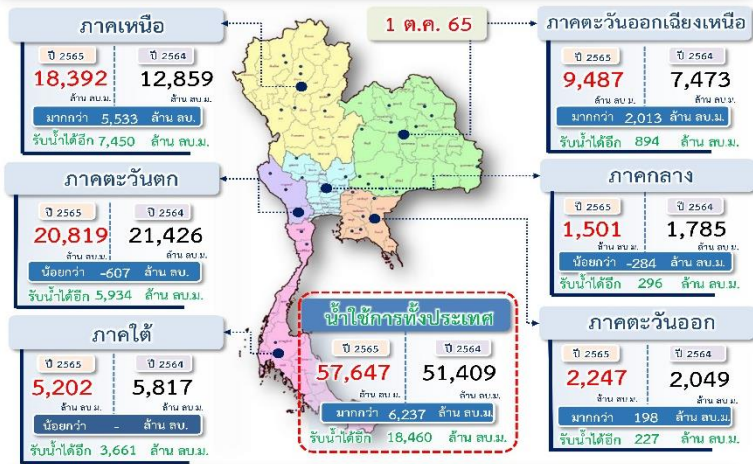 ภาคเหนือ
ปี 2565 ปี 2564
18,392 12,859
ล้าน ลบ.ม. ล้าน ลบ.ม.
มากกว่า 5,533 ล้าน ลบ.
รับน้ำได้อีก 7,450 ล้าน ลบ.ม.
1 ต.ค. 65
ภาคตะวันออกเฉียงเหนือ
ปี 2565 ปี 2564
9,487 7,473
ล้าน ลบ.ม. ล้าน ลบ.ม.
มากกว่า 2,013 ล้าน ลบ.ม.
รับน้ำได้อีก 894 ล้าน ลบ.ม.
ภาคตะวันตก
ปี 2565 ปี 2564
20,819 21,426
ล้าน ลบ.ม. ล้าน ลบ.ม.
น้อยกว่า -607 ล้าน ลบ.
รับน้ำได้อีก 5,934 ล้าน ลบ.ม.
ภาคกลาง
ปี 2565 ปี 2564
1,501 1,785
ล้าน ลบ.ม. ล้าน ลบ.ม.
น้อยกว่า -284 ล้าน ลบ.ม.
รับน้ำได้อีก 296 ล้าน ลบ.ม.
ภาคใต้
ปี 2565 ปี 2564
5,202 5,817
ล้าน ลบ.ม. ล้าน ลบ.ม.
น้อยกว่า - ล้าน ลบ.
รับน้ำได้อีก 3,661 ล้าน ลบ.ม.
น้ำใช้การทั้งประเทศ
ปี 2565 ปี 2564
57,647 51,409
ล้าน ลบ.ม. ล้าน ลบ.ม.
มากกว่า 6,237 ล้าน ลบ.ม.
รับน้ำได้อีก 18,460 ล้าน ลบ.ม.
ภาคตะวันออก
ปี 2565 ปี 2564
2,247 2,049
ล้าน ลบ.ม. ล้าน ลบ.ม.
มากกว่า 198 ล้าน ลบ.ม.
รับน้ำได้อีก 227 ล้าน ลบ.ม.